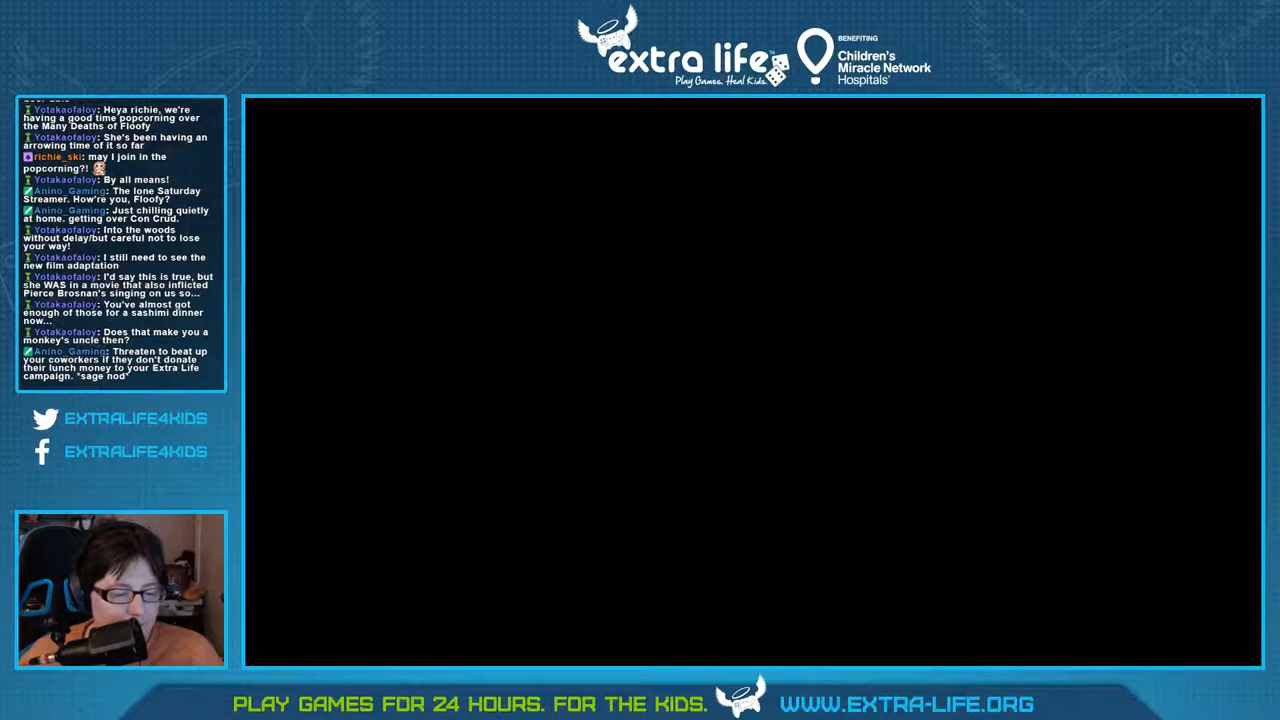 extra life
Play Games. Heal Kids.
BENEFITING
Children's
Miracle Network
Hospitals
Yotakaofaloy: Heya richie, we're
having a good time popcorning over
the Many Deaths of Floofy
Yotakaofaloy: She's been having an
arrowing time of it so far
richie_ski: may I join in the
popcorning?!
Yotakaofaloy: By all means!
Anino_Gaming: The lone Saturday
Streamer. How're you, Floofy?
Anino_Gaming: Just chilling quietly
at home. getting over Con Crud.
Yotakaofaloy: Into the woods
without delay/but careful not to lose
your way!
Yotakaofaloy: I still need to see the
new film adaptation
Yotakaofaloy: I'd say this is true, but
she WAS in a movie that also inflicted
Pierce Brosnan's singing on us so...
Yotakaofaloy: You've almost got
enough of those for a sashimi dinner
now...
Yotakaofaloy: Does that make you a
monkey's uncle then?
Anino_Gaming: Threaten to beat up
your coworkers if they don't donate
their lunch money to your Extra Life
campaign. *sage nod*
EXTRALIFE4KIDS
EXTRALIFE4KIDS
PLAY GAMES FOR 24 HOURS. FOR THE KIDS. WWW.EXTRA-LIFE.ORG